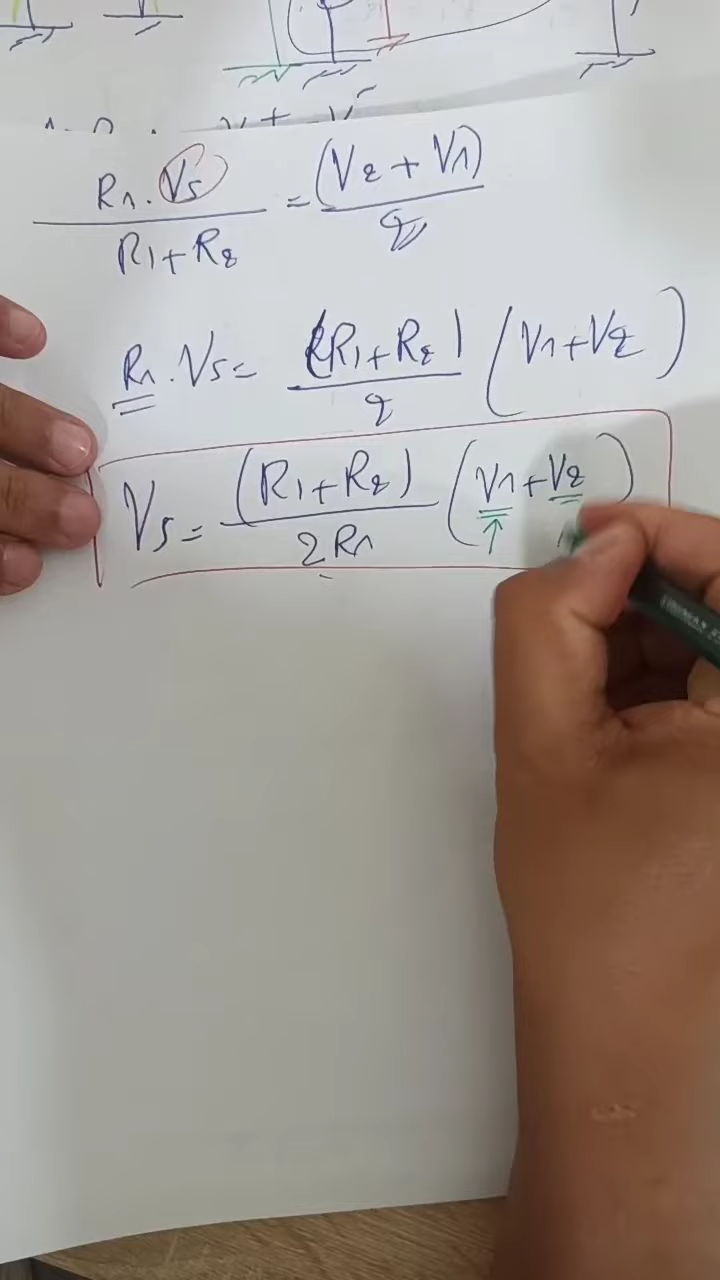 R1 . Vs / R1 + R2 = (V2 + V1) / 2
R1 . Vs = (R1 + R2) / 2 (V1 + V2)
Vs = (R1 + R2) / 2R1 (V1 + V2)